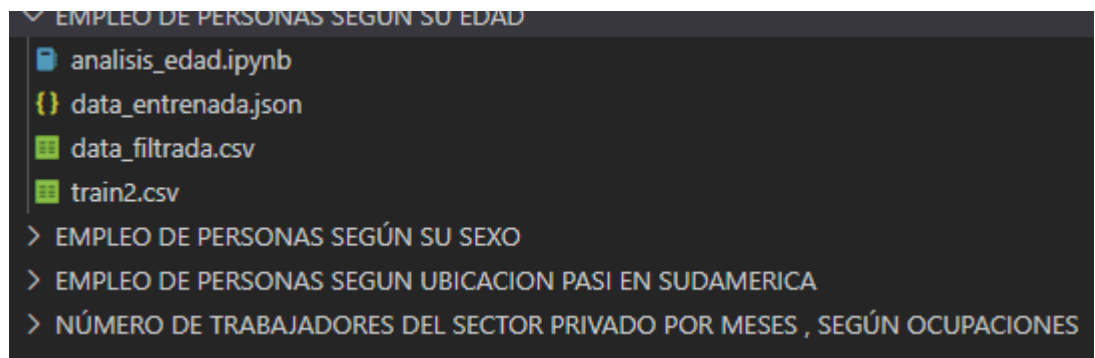 EMPLEO DE PERSONAS SEGUN SU EDAD
analisis_edad.ipynb
{} data_entrenada.json
data_filtrada.csv
train2.csv
> EMPLEO DE PERSONAS SEGÚN SU SEXO
> EMPLEO DE PERSONAS SEGUN UBICACION PASI EN SUDAMERICA
> NÚMERO DE TRABAJADORES DEL SECTOR PRIVADO POR MESES , SEGÚN OCUPACIONES